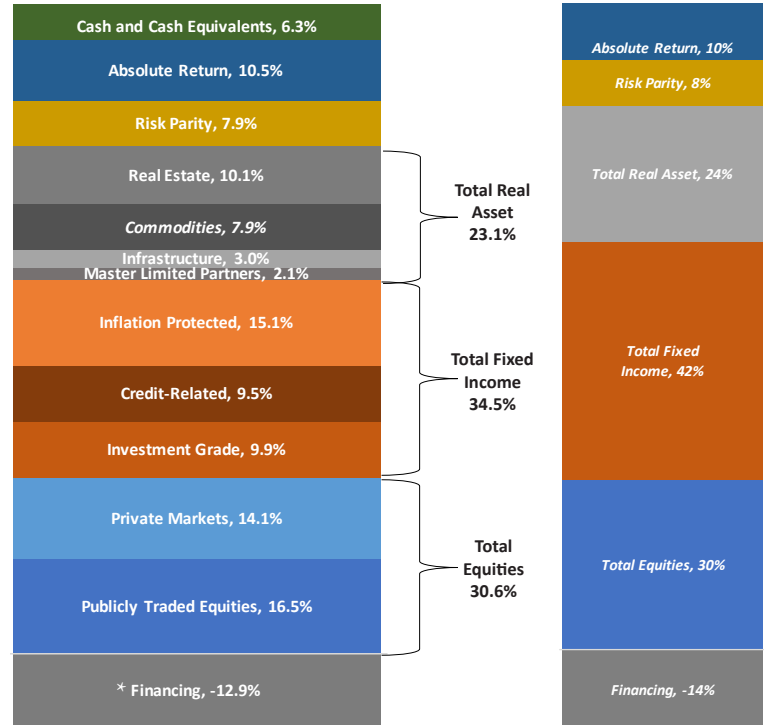 Cash and Cash Equivalents, 6.3%
Absolute Return, 10.5%
Risk Parity, 7.9%
Real Estate, 10.1%
Commodities, 7.9%
Infrastructure, 3.0%
Master Limited Partners, 2.1%
Inflation Protected, 15.1%
Credit-Related, 9.5%
Investment Grade, 9.9%
Private Markets, 14.1%
Publicly Traded Equities, 16.5%
* Financing, -12.9%
Total Real
Asset
23.1%
Total Fixed
Income
34.5%
Total
Equities
30.6%
Absolute Return, 10%
Risk Parity, 8%
Total Real Asset, 24%
Total Fixed
Income, 42%
Total Equities, 30%
Financing, -14%